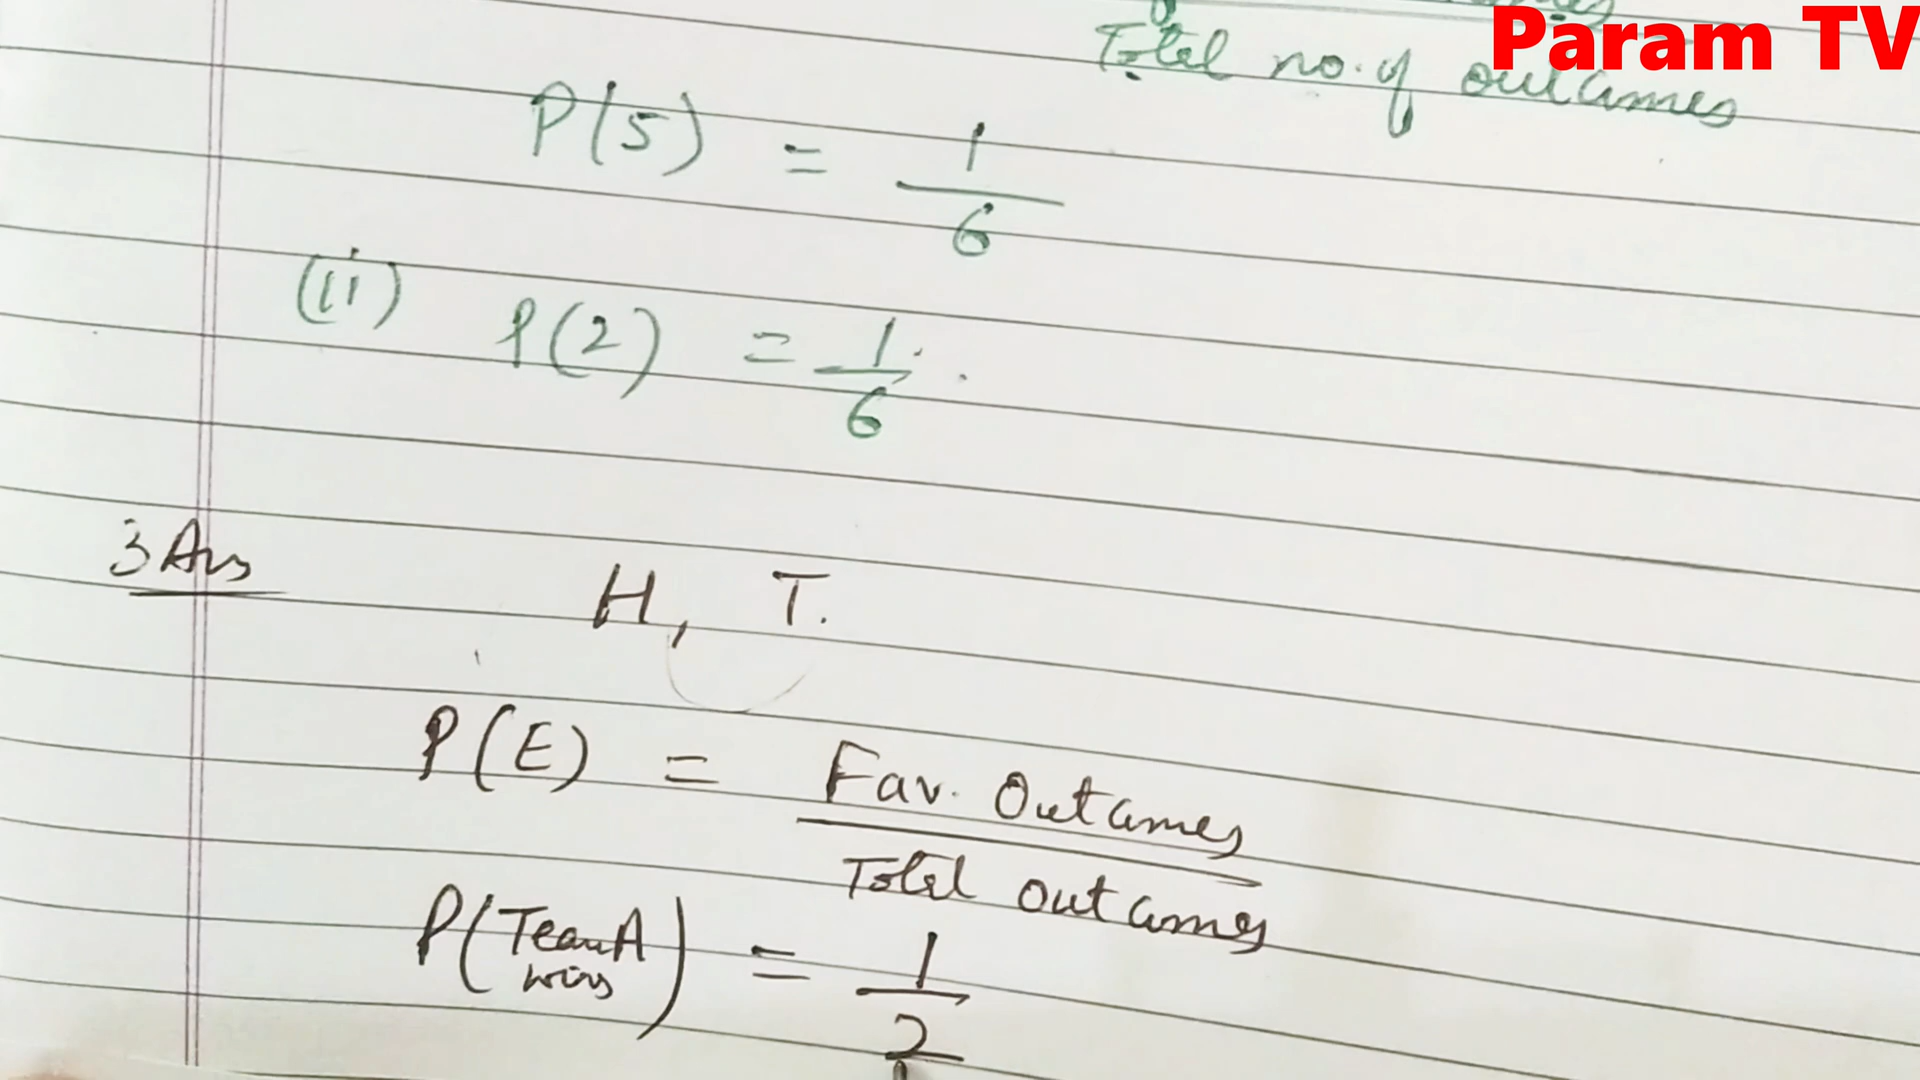 Param TV
Total no. of outcomes
P(5) = 1/6
(ii) P(2) = 1/6.
3 Ans H, T.
P(E) = Fav. Outcomes / Total outcomes
P(Team A wins) = 1/2